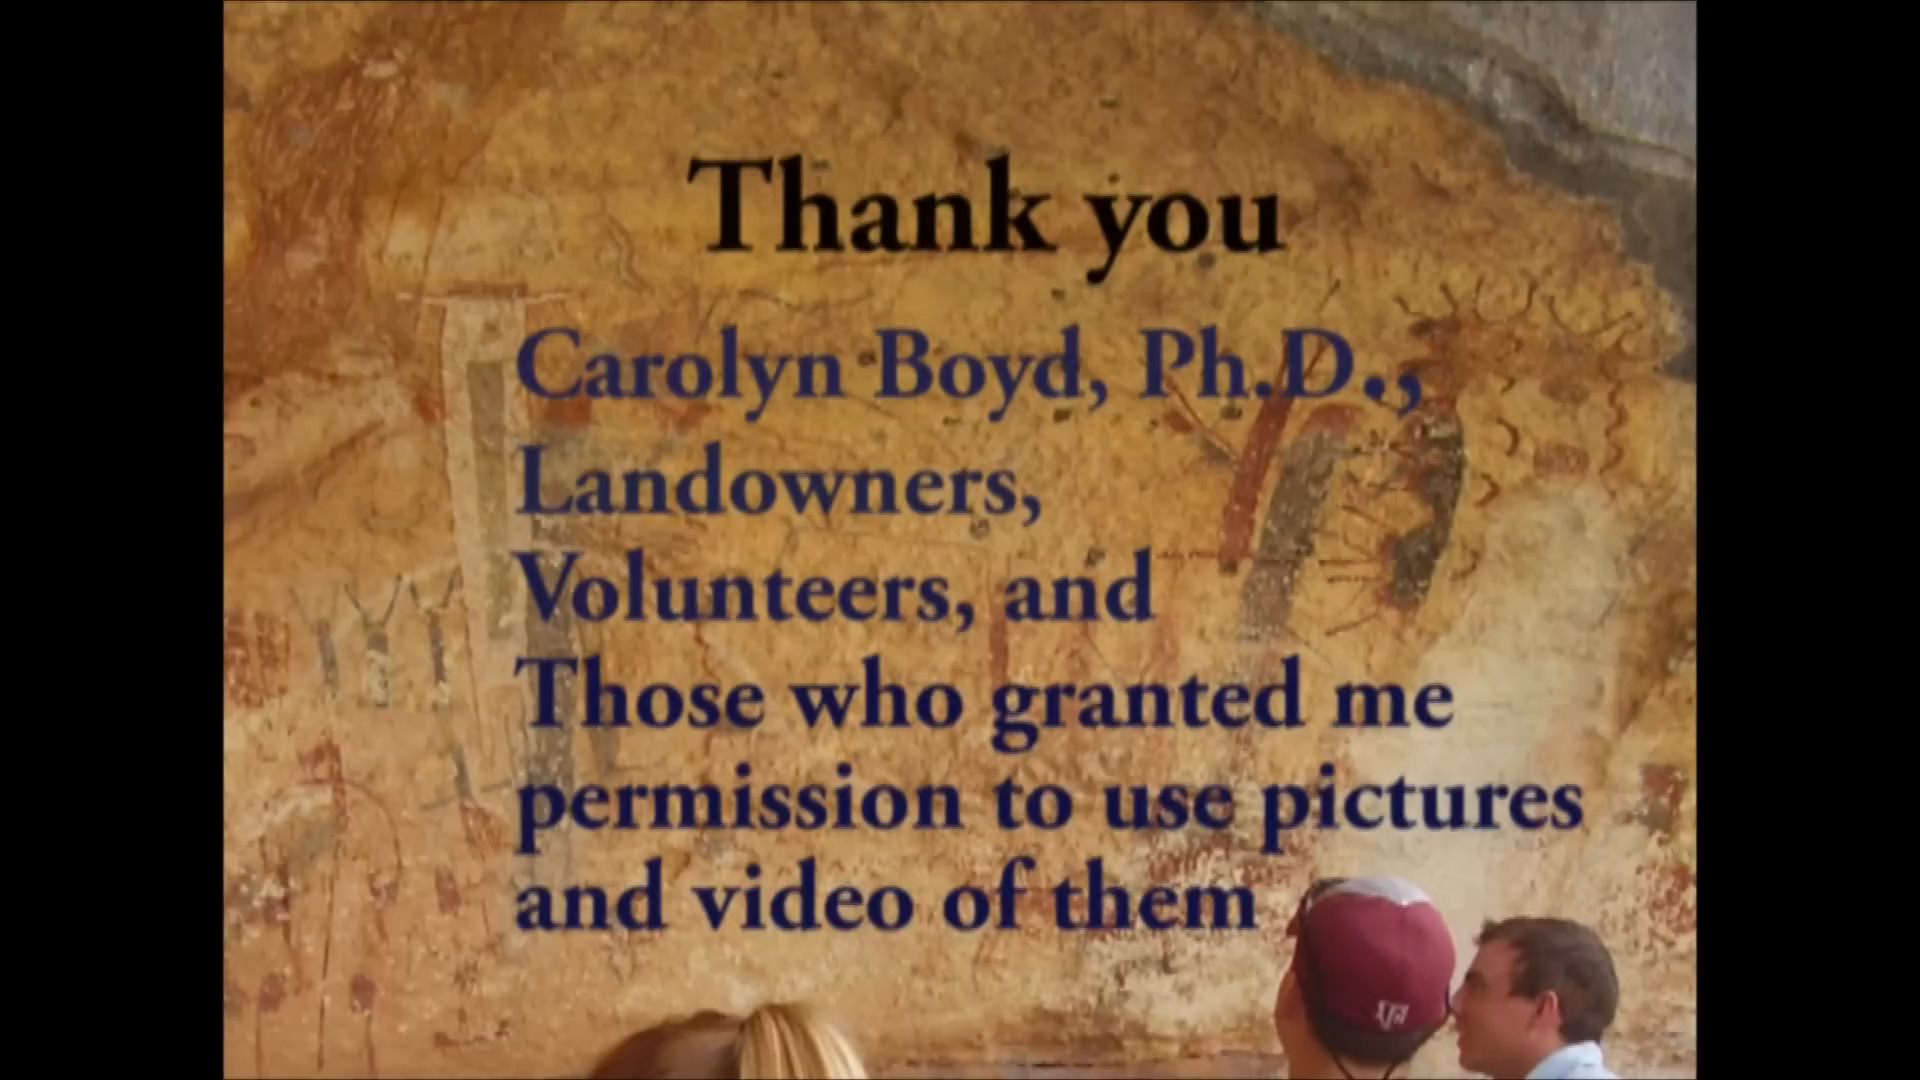 Thank you
Carolyn Boyd, Ph.D.,
Landowners,
Volunteers, and
Those who granted me
permission to use pictures
and video of them